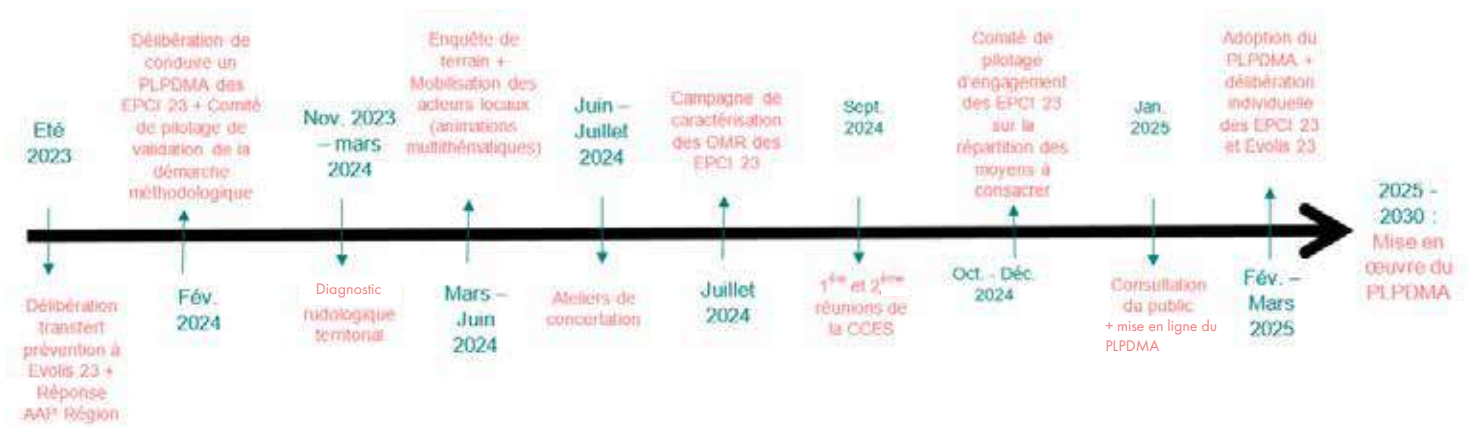 Eté
2023
Délibération
transfert
prévention à
Evolis 23 +
Réponse
AAP Région
Délibération de
conduire un
PLPDMA des
EPCI 23 + Comité
de pilotage de
validation de la
démarche
méthodologique
Fév.
2024
Nov. 2023
– mars
2024
Diagnostic
rudologique
territorial
Enquête de
terrain +
Mobilisation des
acteurs locaux
(animations
multithématiques)
Mars –
Juin
2024
Juin –
Juillet
2024
Ateliers de
concertation
Campagne de
caractérisation
des OMR des
EPCI 23
Juillet
2024
Sept.
2024
1ère et 2ème
réunions de
la CCES
Comité de
pilotage
d'engagement
des EPCI 23
sur la
répartition des
moyens à
consacrer
Oct. - Déc.
2024
Jan.
2025
Consultation
du public
+ mise en ligne du
PLPDMA
Adoption du
PLPDMA +
délibération
individuelle
des EPCI 23
et Evolis 23
Fév. –
Mars
2025
2025 -
2030 :
Mise en
œuvre du
PLPDMA